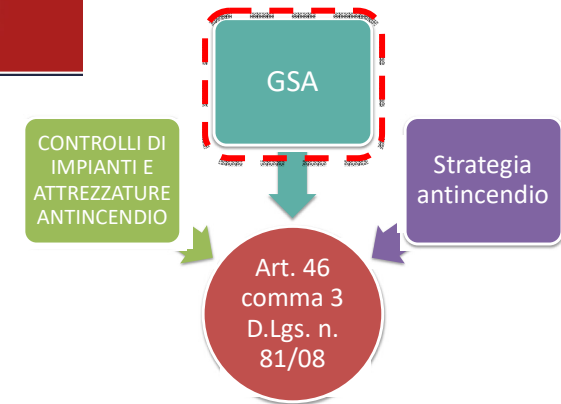 GSA
CONTROLLI DI
IMPIANTI E
ATTREZZATURE
ANTINCENDIO
Strategia
antincendio
Art. 46
comma 3
D.Lgs. n.
81/08